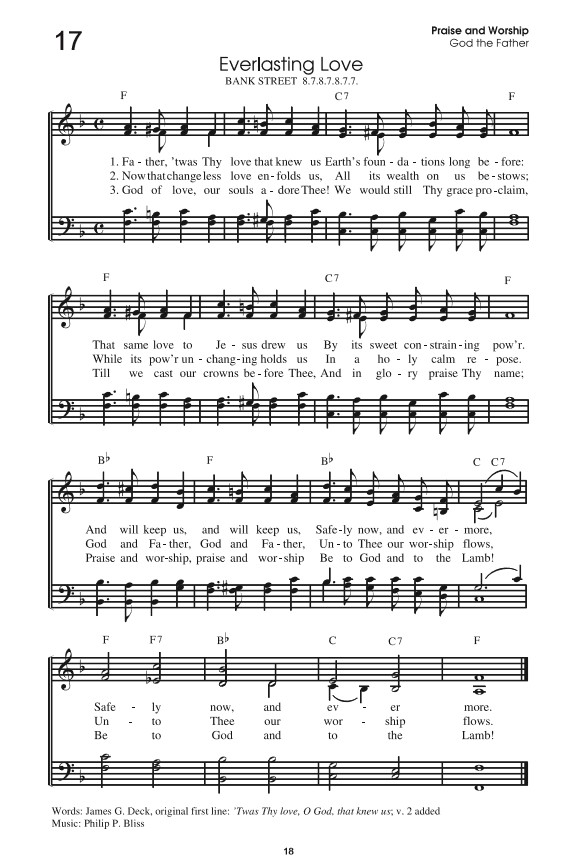 17
Praise and Worship
God the Father
Everlasting Love
BANK STREET 8.7.8.7.8.7.7.
F C7 F
1. Fa - ther, 'twas Thy love that knew us Earth's foun - da - tions long be - fore:
2. Now that change less love en - folds us, All its wealth on us be - stows;
3. God of love, our souls a - dore Thee! We would still Thy grace pro - claim,
F C7 F
That same love to Je - sus drew us By its sweet con - strain - ing pow'r.
While its pow'r un - chang - ing holds us In a ho - ly calm re - pose.
Till we cast our crowns be - fore Thee, And in glo - ry praise Thy name;
B♭ F B♭ C C7
And will keep us, and will keep us, Safe - ly now, and ev - er - more,
God and Fa - ther, God and Fa - ther, Un - to Thee our wor - ship flows,
Praise and wor - ship, praise and wor - ship Be to God and to the Lamb!
F F7 B♭ C C7 F
Safe - ly now, and ev - er more.
Un - to Thee our wor - ship flows.
Be to God and to the Lamb!
Words: James G. Deck, original first line: 'Twas Thy love, O God, that knew us; v. 2 added
Music: Philip P. Bliss
18